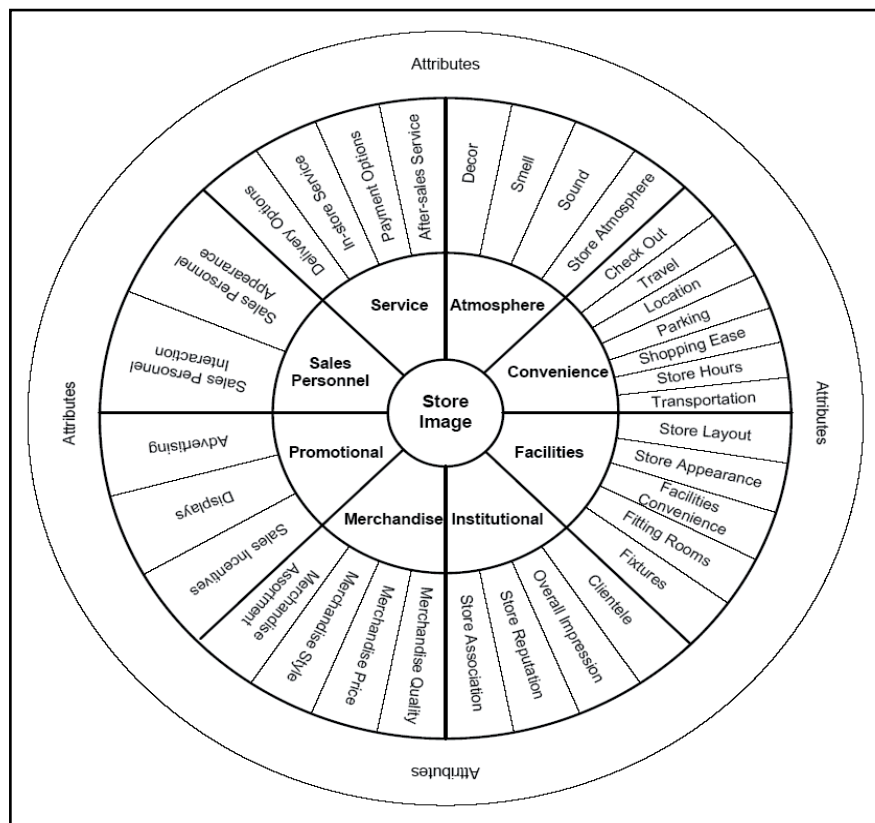 Attributes
Decor
Smell
Sound
Store Atmosphere
Check Out
Travel
Location
Parking
Shopping Ease
Store Hours
Transportation
Attributes
Store Layout
Store Appearance
Facilities
Convenience
Fitting Rooms
Fixtures
Clientele
Overall Impression
Store Reputation
Store Association
Attributes
Merchandise Quality
Merchandise Price
Merchandise Style
Merchandise
Assortment
Sales Incentives
Displays
Advertising
Attributes
Sales Personnel
Interaction
Sales Personnel
Appearance
Delivery Options
In-store Service
Payment Options
After-sales Service
Service
Atmosphere
Sales
Personnel
Convenience
Store
Image
Promotional
Facilities
Merchandise
Institutional